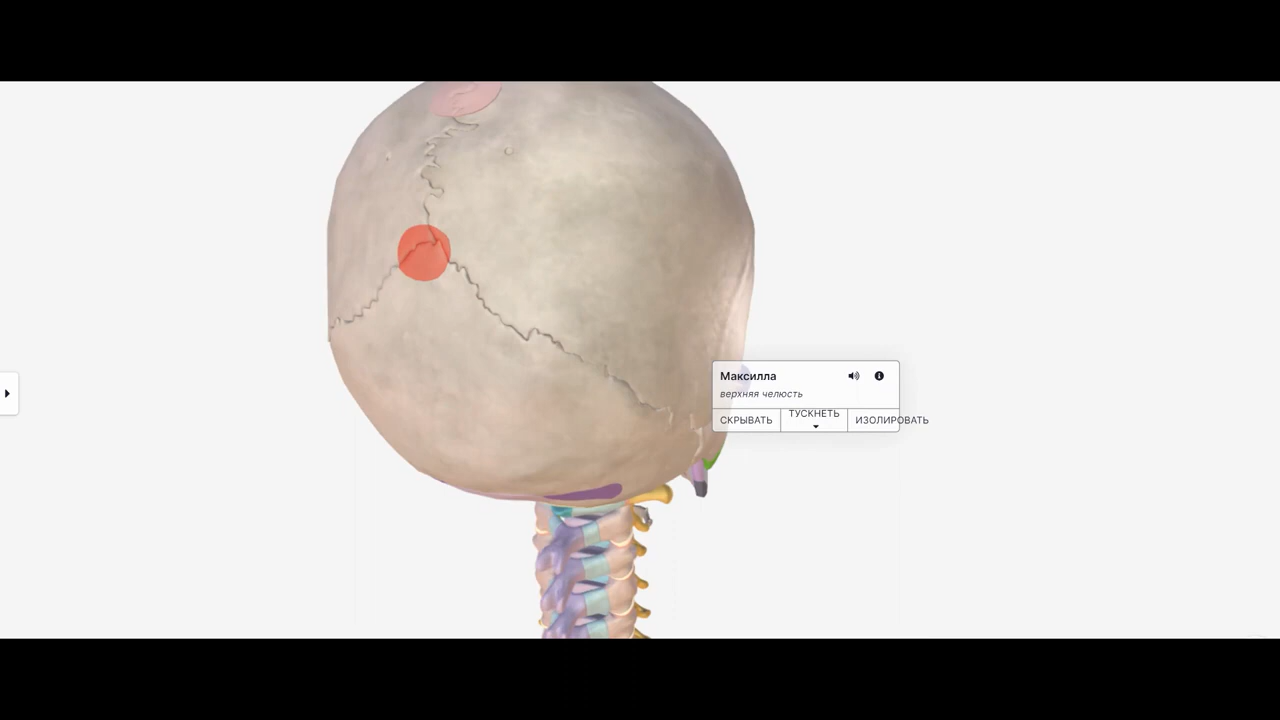 Максилла
верхняя челюсть
СКРЫВАТЬ ТУСКНЕТЬ ИЗОЛИРОВАТЬ